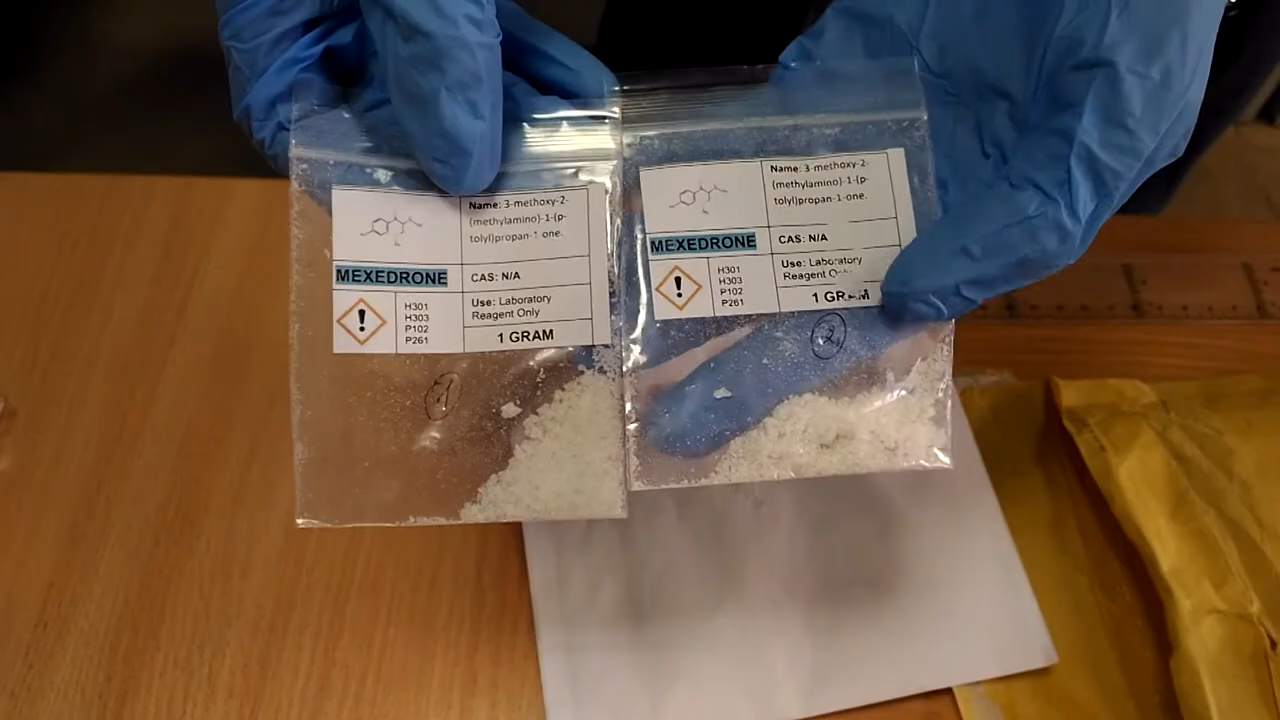 Name: 3-methoxy-2-
(methylamino)-1-(p-
tolyl)propan-1 one.
MEXEDRONE
CAS: N/A
H301
H303
P102
P261
Use: Laboratory
Reagent Only
1 GRAM
1
Name: 3-methoxy-2-
(methylamino)-1-(p-
tolyl)propan-1-one.
MEXEDRONE
CAS: N/A
H301
H303
P102
P261
Use: Laboratory
Reagent
1 GRAM
2